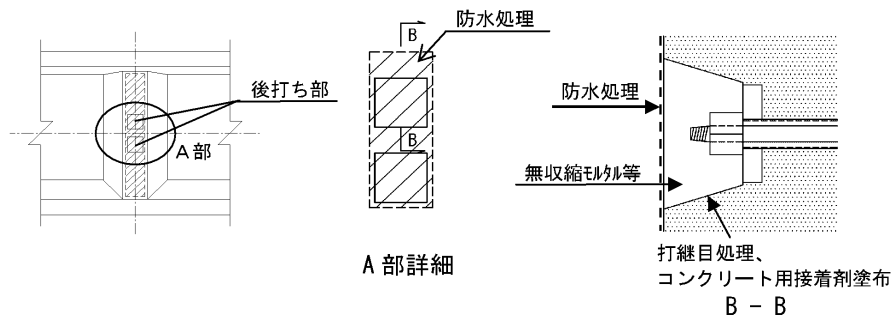 後打ち部
A部
B
防水処理
B
A部詳細
防水処理
無収縮ﾓﾙﾀﾙ等
打継目処理、
コンクリート用接着剤塗布
B － B